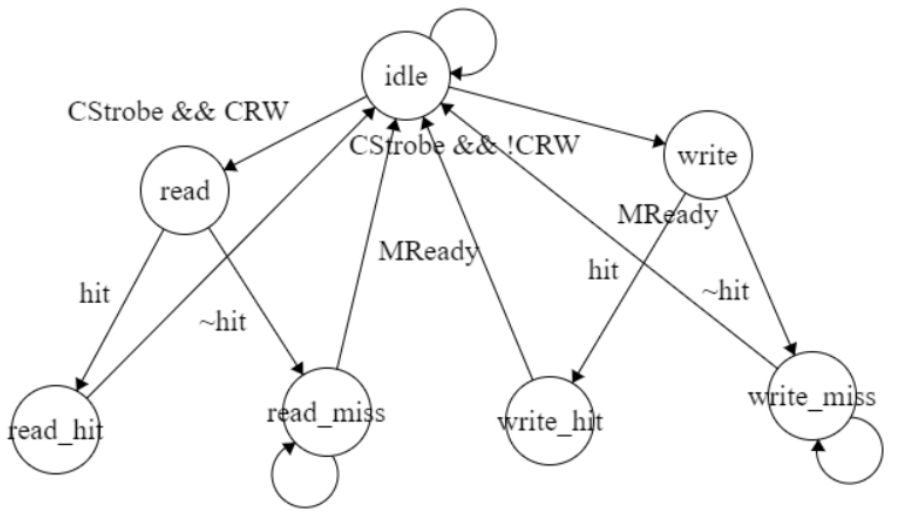 idle
CStrobe && CRW
CStrobe && !CRW
write
read
MReady
MReady
hit
hit
~hit
~hit
read_hit
read_miss
write_hit
write_miss